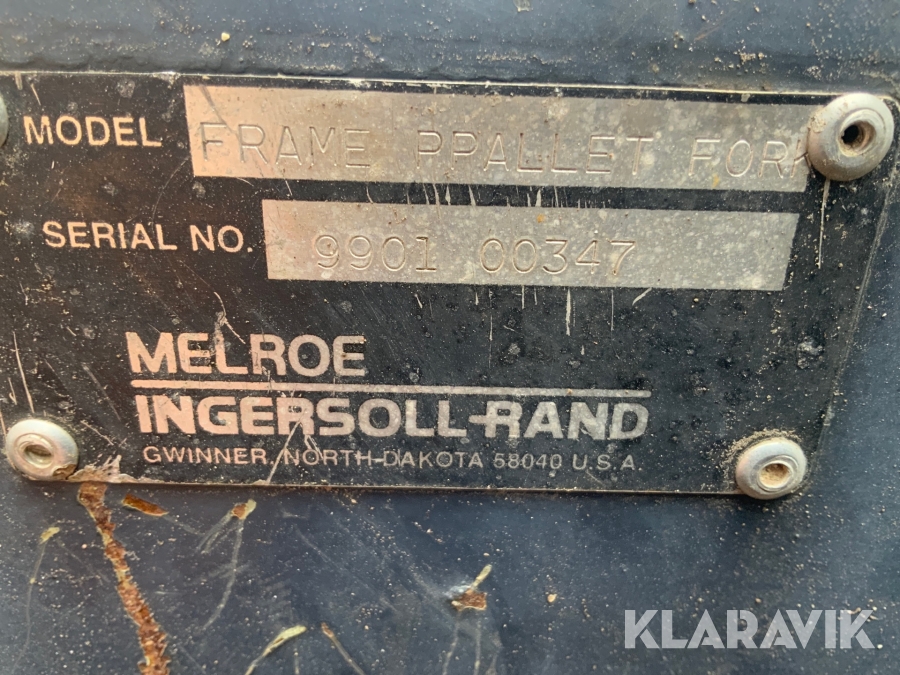 MODEL FRAME PPALLET FORK
SERIAL NO. 9901 00347
MELROE
INGERSOLL-RAND
GWINNER, NORTH-DAKOTA 58040 U.S.A.
KLARAVIK